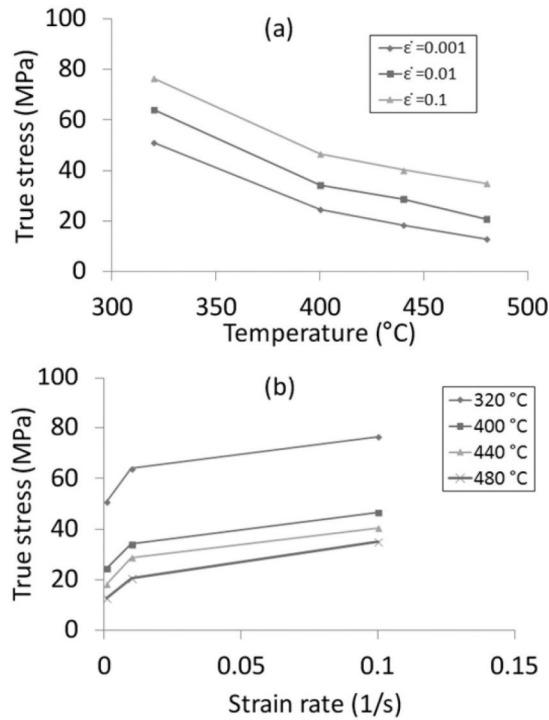 (a)
ε̇=0.001
ε̇=0.01
ε̇=0.1
True stress (MPa)
100
80
60
40
20
0
300
350
400
450
500
Temperature (°C)
(b)
320 °C
400 °C
440 °C
480 °C
True stress (MPa)
100
80
60
40
20
0
0
0.05
0.1
0.15
Strain rate (1/s)